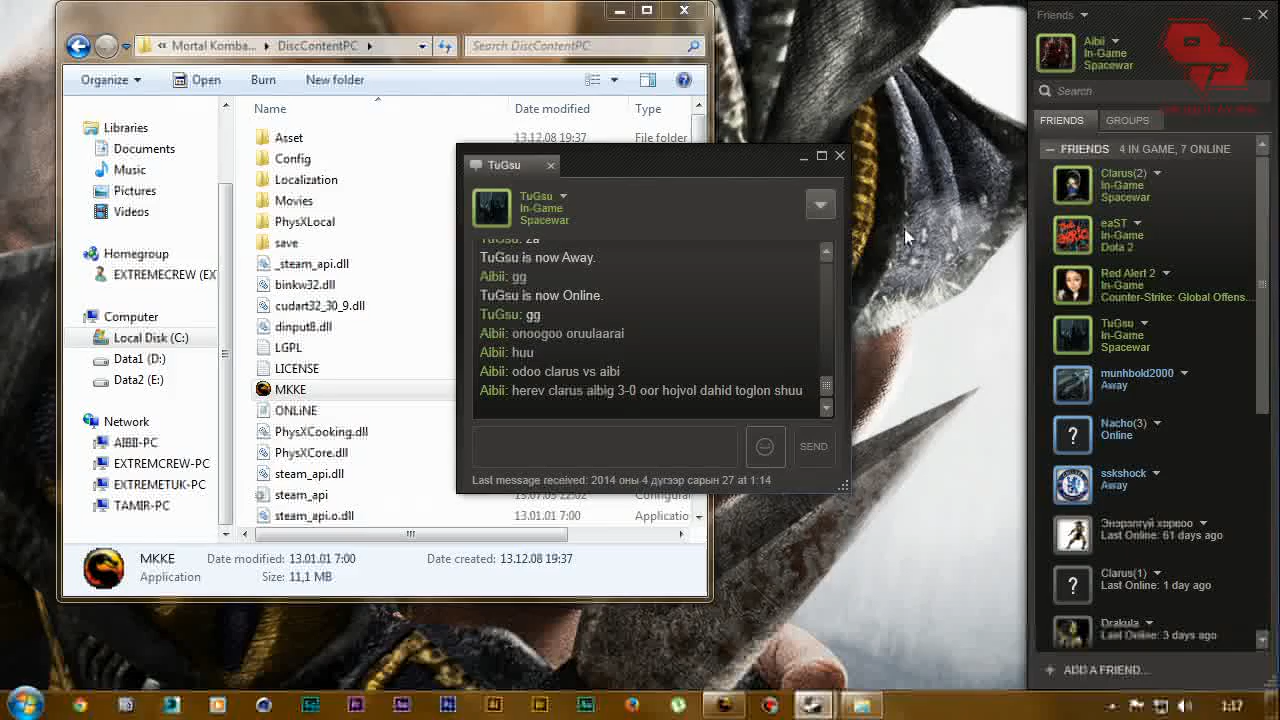 « Mortal Komba... ▸ DiscContentPC ▸
Search DiscContentPC
Organize
Open
Burn
New folder
Name
Date modified
Type
Libraries
Documents
Music
Pictures
Videos
Homegroup
EXTREMECREW (EX
Computer
Local Disk (C:)
Data1 (D:)
Data2 (E:)
Network
AIBII-PC
EXTREMCREW-PC
EXTREMETUK-PC
TAMIR-PC
Asset 13.12.08 19:37 File folder
Config
Localization
Movies
PhysXLocal
save
_steam_api.dll
binkw32.dll
cudart32_30_9.dll
dinput8.dll
LGPL
LICENSE
MKKE
ONLiNE
PhysXCooking.dll
PhysXCore.dll
steam_api.dll
steam_api 13.07.03 22:02 Configura
steam_api.o.dll 13.01.01 7:00 Applicatio
MKKE
Application
Date modified: 13.01.01 7:00
Size: 11,1 MB
Date created: 13.12.08 19:37
TuGsu
TuGsu
In-Game
Spacewar
TuGsu: za
TuGsu is now Away.
Aibii: gg
TuGsu is now Online.
TuGsu: gg
Aibii: onoogoo oruulaarai
Aibii: huu
Aibii: odoo clarus vs aibi
Aibii: herev clarus aibig 3-0 oor hojvol dahid toglon shuu
SEND
Last message received: 2014 оны 4 дүгээр сарын 27 at 1:14
Friends
Aibii
In-Game
Spacewar
Search
FRIENDS
GROUPS
FRIENDS 4 IN GAME, 7 ONLINE
Clarus(2)
In-Game
Spacewar
eaST
In-Game
Dota 2
Red Alert 2
In-Game
Counter-Strike: Global Offens...
TuGsu
In-Game
Spacewar
munhbold2000
Away
Nacho(3)
Online
sskshock
Away
Энэрэлгүй хорвоо
Last Online: 61 days ago
Clarus(1)
Last Online: 1 day ago
Drakula
Last Online: 3 days ago
ADD A FRIEND...
1:17